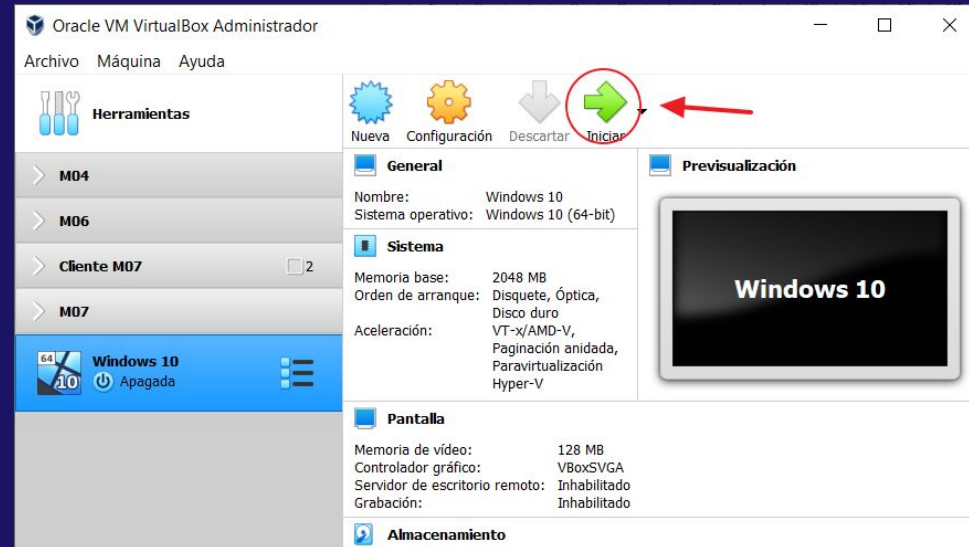 Oracle VM VirtualBox Administrador
Archivo Máquina Ayuda
Herramientas
M04
M06
Cliente M07 2
M07
64
10
Windows 10
Apagada
Nueva Configuración Descartar Iniciar
General
Nombre: Windows 10
Sistema operativo: Windows 10 (64-bit)
Sistema
Memoria base: 2048 MB
Orden de arranque: Disquete, Óptica,
Disco duro
Aceleración: VT-x/AMD-V,
Paginación anidada,
Paravirtualización
Hyper-V
Previsualización
Windows 10
Pantalla
Memoria de vídeo: 128 MB
Controlador gráfico: VBoxSVGA
Servidor de escritorio remoto: Inhabilitado
Grabación: Inhabilitado
Almacenamiento